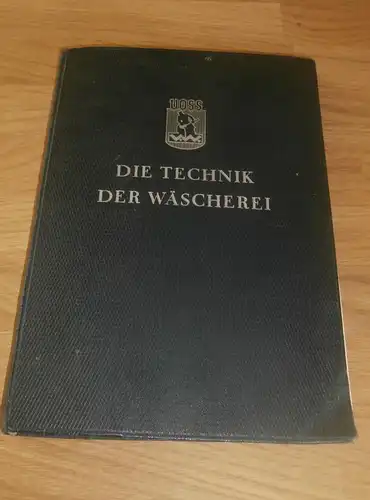 VOSS
DIE TECHNIK
DER WÄSCHEREI